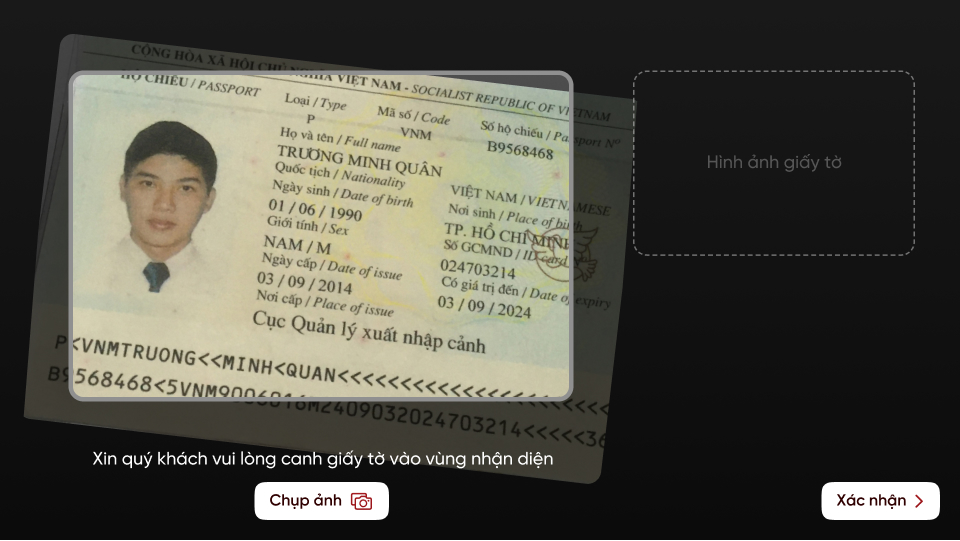 CỘNG HÒA XÃ HỘI CHỦ NGHĨA VIỆT NAM - SOCIALIST REPUBLIC OF VIETNAM
HỘ CHIẾU / PASSPORT
Loại / Type
Mã số / Code
Số hộ chiếu / Passport Nº
P
VNM
B9568468
Họ và tên / Full name
TRƯƠNG MINH QUÂN
Quốc tịch / Nationality
VIỆT NAM / VIETNAMESE
Ngày sinh / Date of birth
Nơi sinh / Place of birth
01 / 06 / 1990
TP. HỒ CHÍ MINH
Giới tính / Sex
Số GCMND / ID card
NAM / M
024703214
Ngày cấp / Date of issue
Có giá trị đến / Date of expiry
03 / 09 / 2014
03 / 09 / 2024
Nơi cấp / Place of issue
Cục Quản lý xuất nhập cảnh
P<VNMTRUONG<<MINH<QUAN<<<<<<<<<<<<<<<<<<<
B9568468<5VNM9006016M2409032024703214<<<<<36
Hình ảnh giấy tờ
Xin quý khách vui lòng canh giấy tờ vào vùng nhận diện
Chụp ảnh
Xác nhận